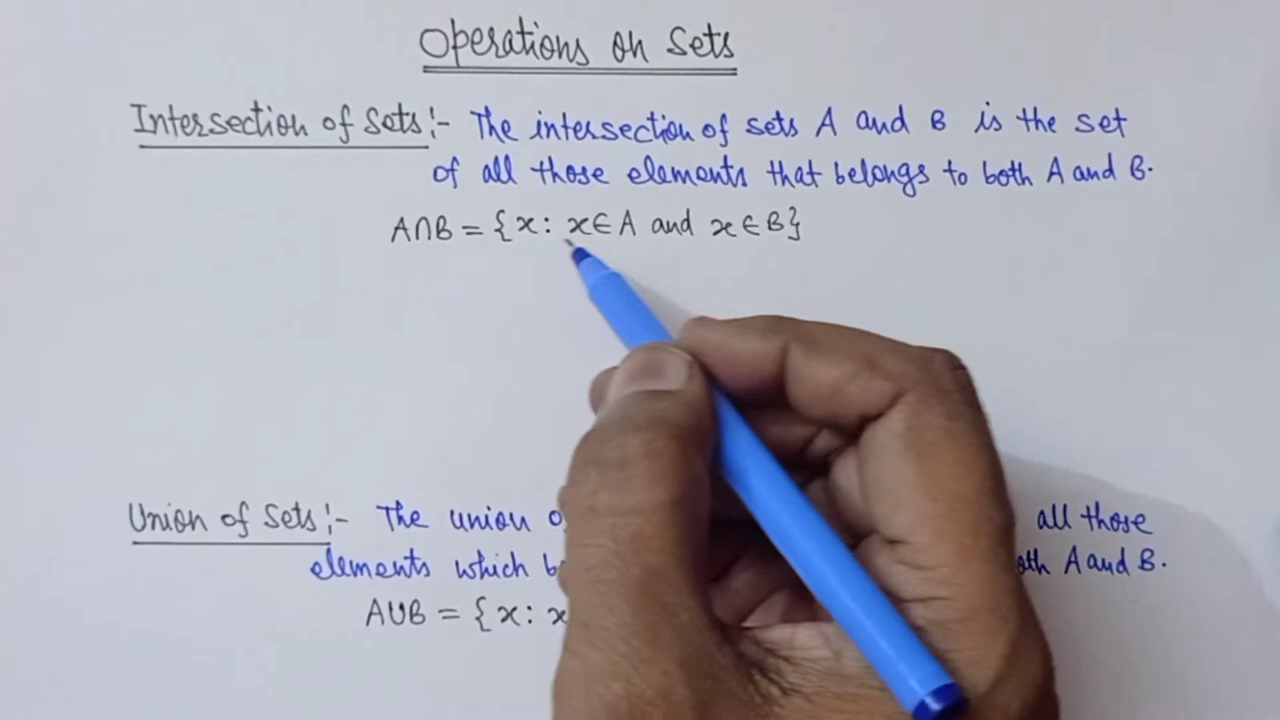 Operations on Sets
Intersection of Sets:- The intersection of sets A and B is the set
of all those elements that belongs to both A and B.
A∩B = {x: x∈A and x∈B}
Union of Sets:- The union all those
elements which A and B.
A∪B = {x: x